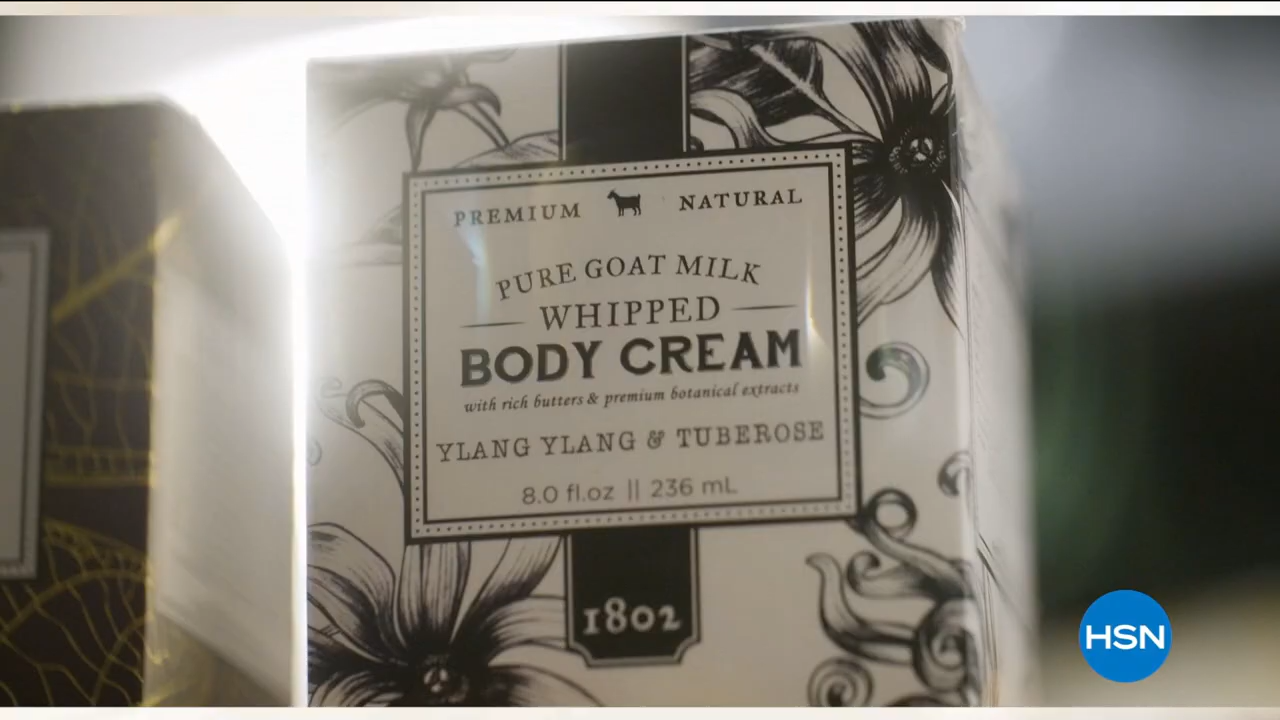 PREMIUM NATURAL
PURE GOAT MILK
WHIPPED
BODY CREAM
with rich butters & premium botanical extracts
YLANG YLANG & TUBEROSE
8.0 fl.oz || 236 mL
1802
HSN